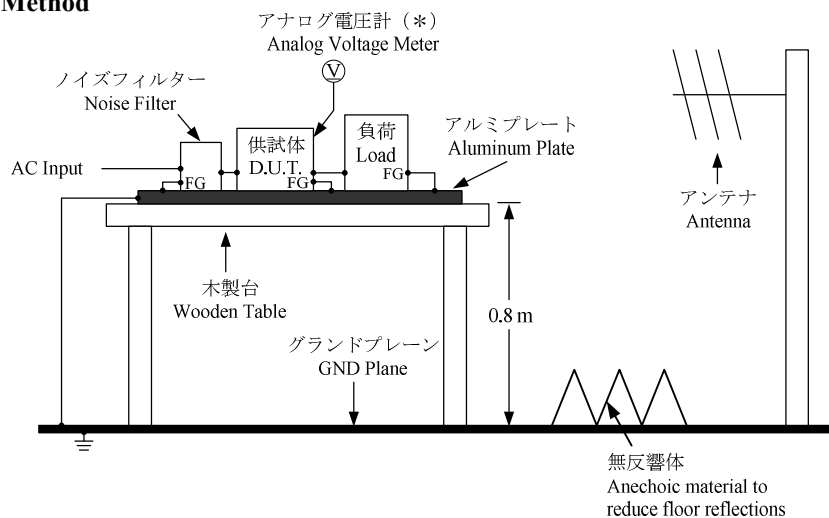 Method
アナログ電圧計（＊）
Analog Voltage Meter
V
ノイズフィルター
Noise Filter
供試体
D.U.T.
負荷
Load
アルミプレート
Aluminum Plate
AC Input
FG
FG
FG
アンテナ
Antenna
木製台
Wooden Table
0.8 m
グランドプレーン
GND Plane
無反響体
Anechoic material to
reduce floor reflections